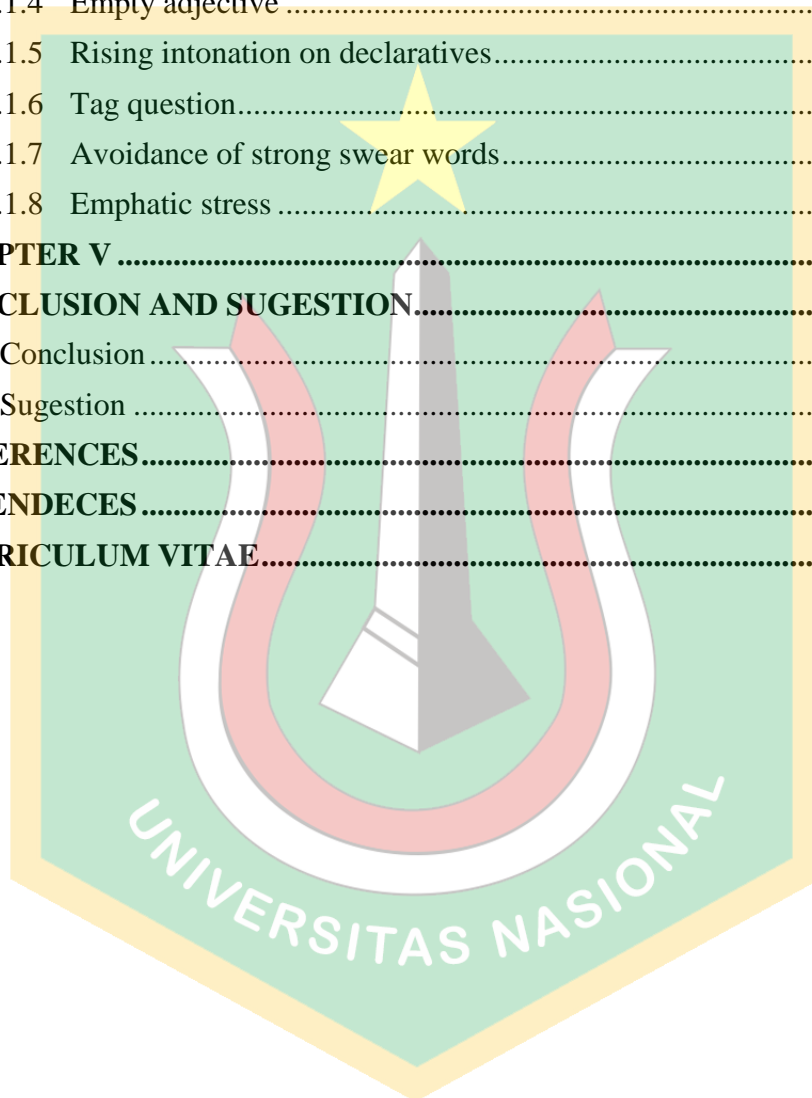 .1.4 Empty adjective ........................................
.1.5 Rising intonation on declaratives........................................
.1.6 Tag question........................................
.1.7 Avoidance of strong swear words........................................
.1.8 Emphatic stress ........................................
PTER V ........................................
CLUSION AND SUGESTION........................................
Conclusion ........................................
Sugestion ........................................
ERENCES........................................
ENDECES ........................................
RICULUM VITAE........................................
UNIVERSITAS NASIONAL